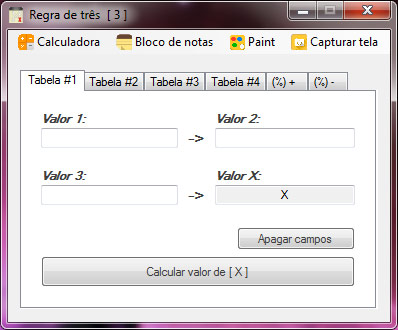 Regra de três [ 3 ]
Calculadora Bloco de notas Paint Capturar tela
Tabela #1 Tabela #2 Tabela #3 Tabela #4 (%) + (%) -
Valor 1: Valor 2:
->
Valor 3: Valor X:
-> X
Apagar campos
Calcular valor de [ X ]